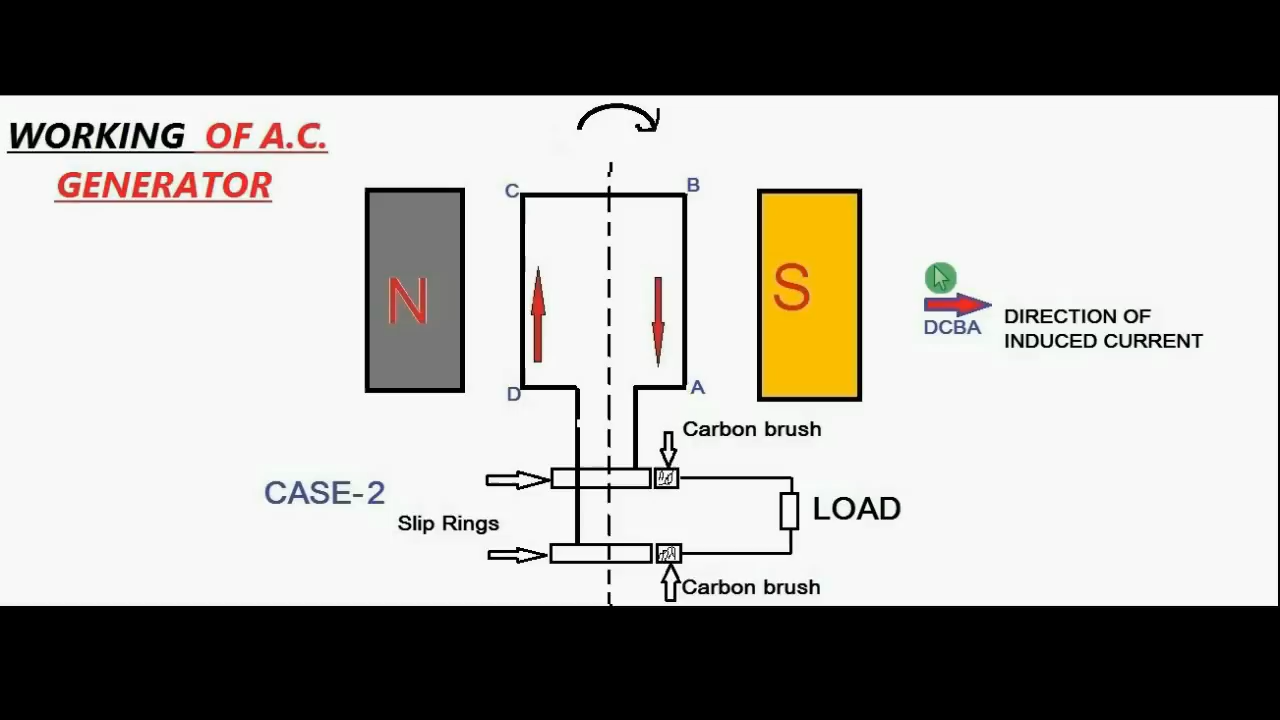 WORKING OF A.C.
GENERATOR
C
B
N
S
DCBA
DIRECTION OF
INDUCED CURRENT
D
A
Carbon brush
CASE-2
Slip Rings
LOAD
Carbon brush